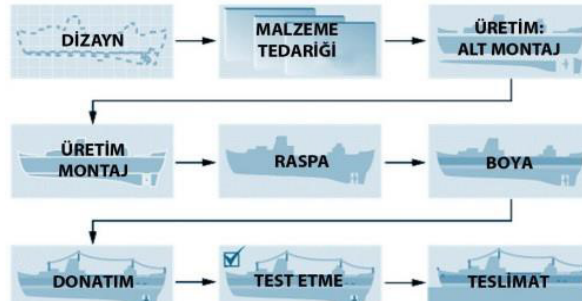 DİZAYN
MALZEME
TEDARİĞİ
ÜRETİM:
ALT MONTAJ
ÜRETİM
MONTAJ
RASPA
BOYA
DONATIM
TEST ETME
TESLİMAT